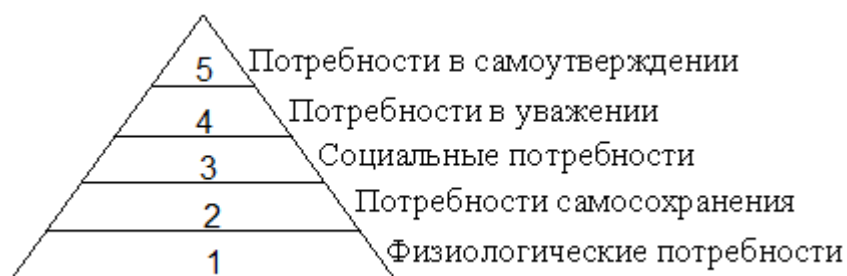 5 Потребности в самоутверждении
4 Потребности в уважении
3 Социальные потребности
2 Потребности самосохранения
1 Физиологические потребности